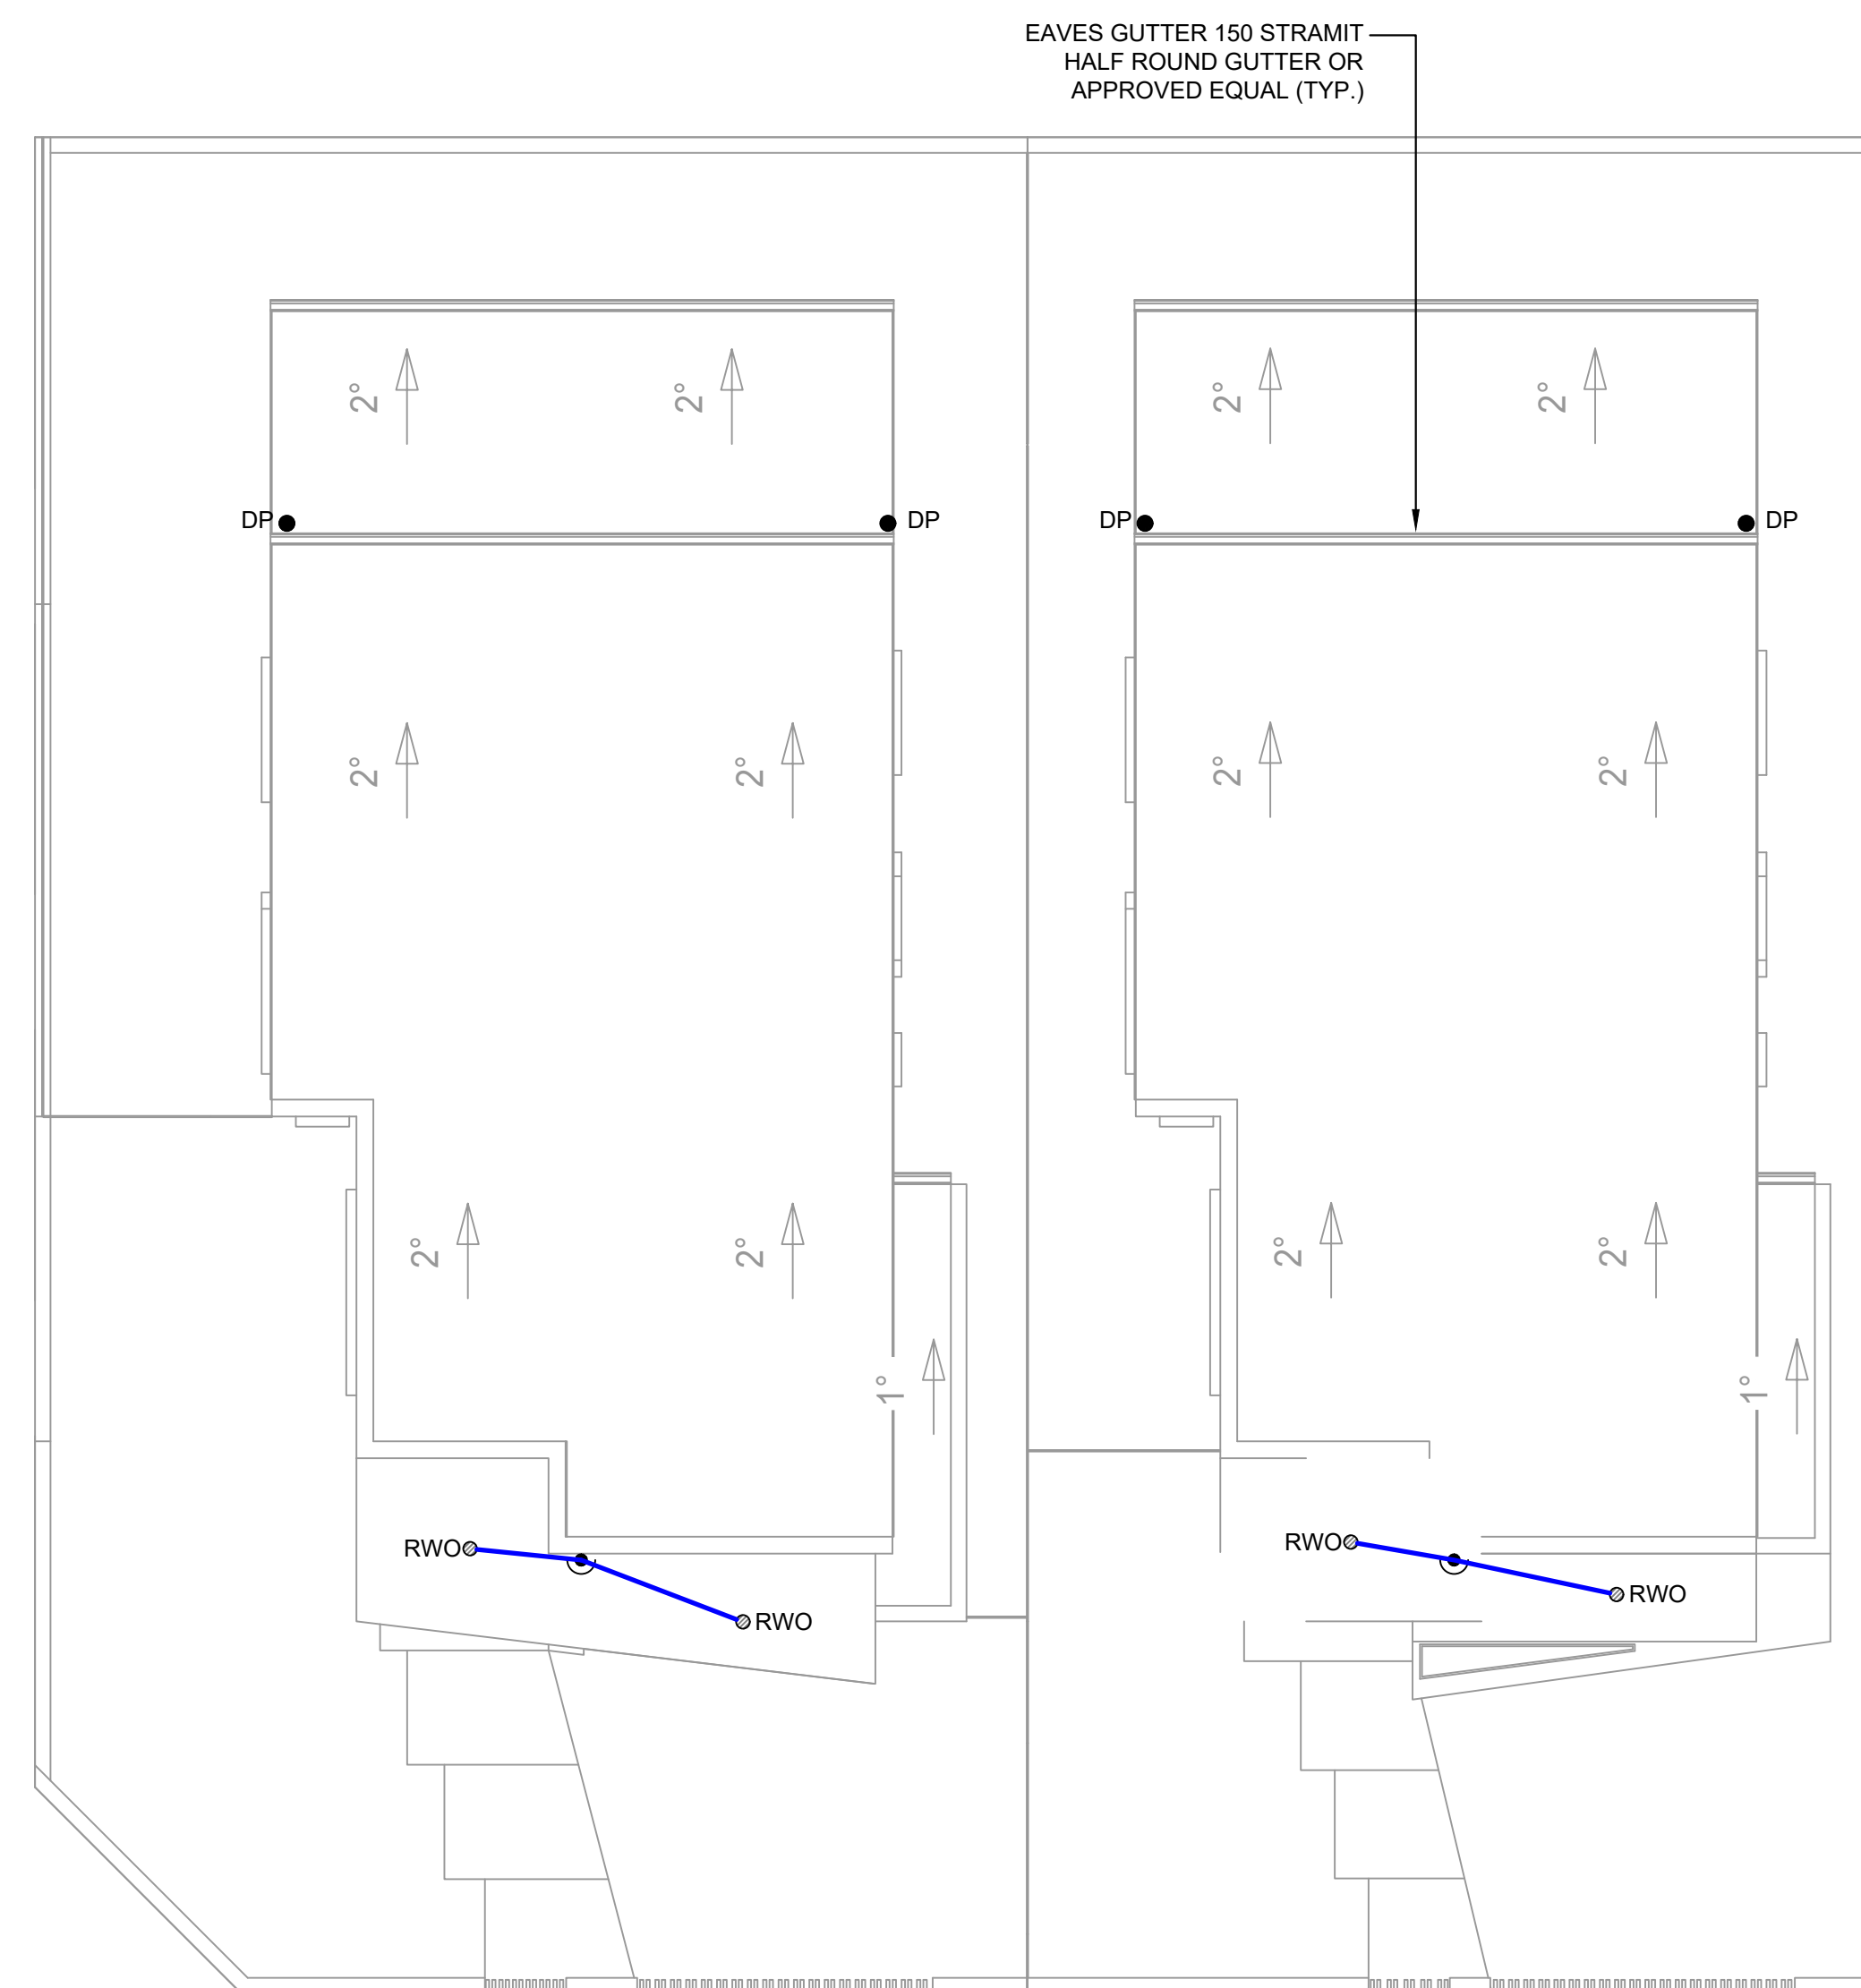 EAVES GUTTER 150 STRAMIT
HALF ROUND GUTTER OR
APPROVED EQUAL (TYP.)
2°
2°
2°
2°
DP
DP
DP
DP
2°
2°
2°
2°
2°
2°
2°
2°
1°
1°
RWO
RWO
RWO
RWO